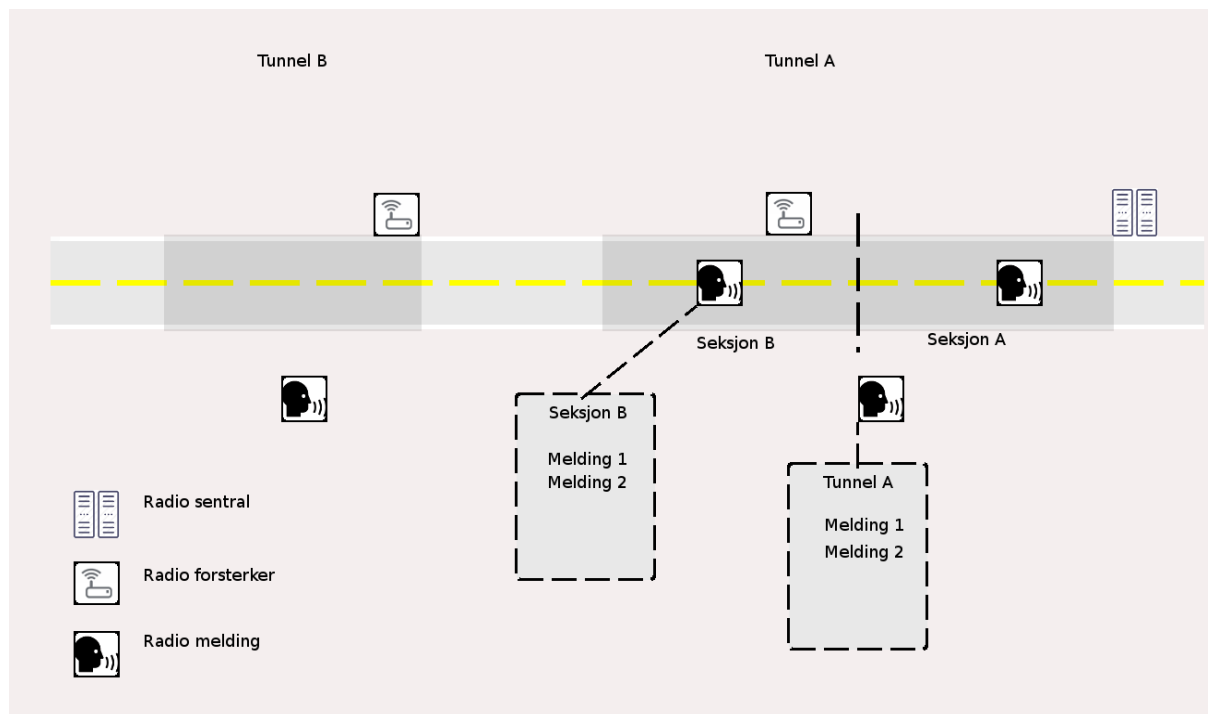 Tunnel B
Tunnel A
Seksjon B
Seksjon A
Seksjon B
Melding 1
Melding 2
Tunnel A
Melding 1
Melding 2
Radio sentral
Radio forsterker
Radio melding